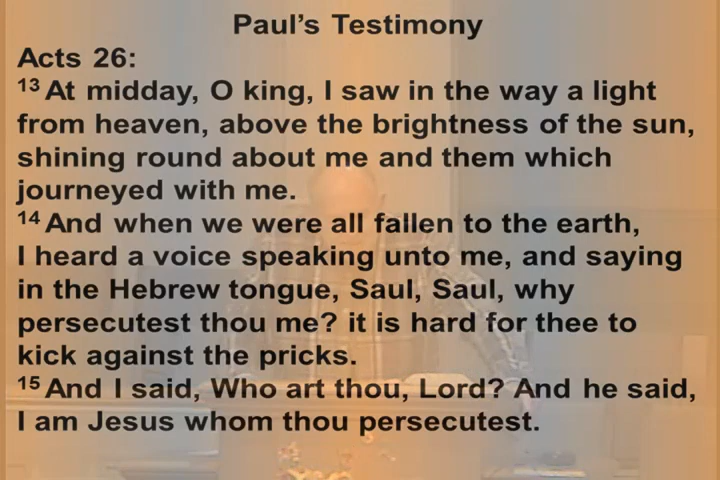 Paul’s Testimony
Acts 26:
13 At midday, O king, I saw in the way a light
from heaven, above the brightness of the sun,
shining round about me and them which
journeyed with me.
14 And when we were all fallen to the earth,
I heard a voice speaking unto me, and saying
in the Hebrew tongue, Saul, Saul, why
persecutest thou me? it is hard for thee to
kick against the pricks.
15 And I said, Who art thou, Lord? And he said,
I am Jesus whom thou persecutest.